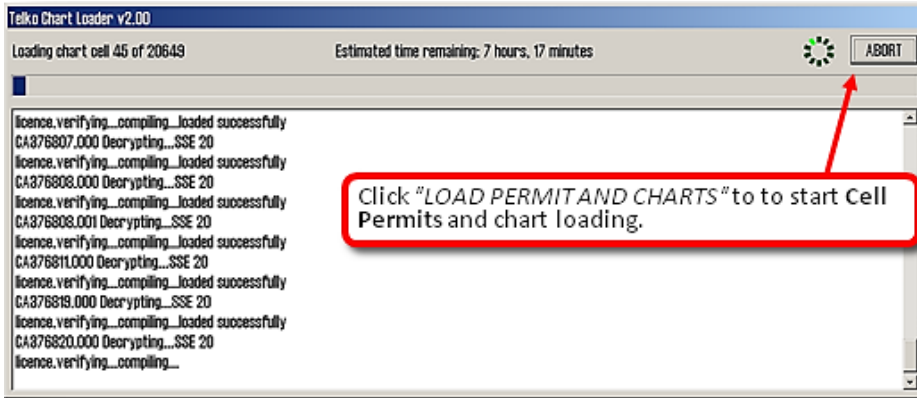 Telko Chart Loader v2.00
Loading chart cell 45 of 20649 Estimated time remaining: 7 hours, 17 minutes ABORT
licence.verifying...compiling...loaded successfully
CA376807.000 Decrypting...SSE 20
licence.verifying...compiling...loaded successfully
CA376808.000 Decrypting...SSE 20
licence.verifying...compiling...loaded successfully
CA376808.001 Decrypting...SSE 20
licence.verifying...compiling...loaded successfully
CA376811.000 Decrypting...SSE 20
licence.verifying...compiling...loaded successfully
CA376819.000 Decrypting...SSE 20
licence.verifying...compiling...loaded successfully
CA376820.000 Decrypting...SSE 20
licence.verifying...compiling...
Click "LOAD PERMIT AND CHARTS" to to start Cell
Permits and chart loading.